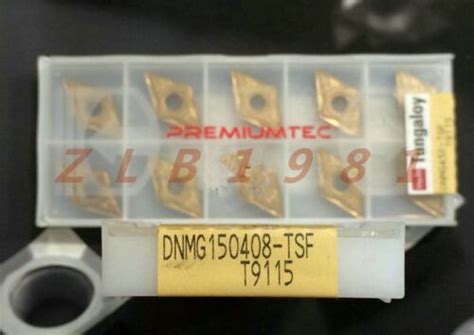 PREMIUMTEC
Tungaloy
ZLB1981
DNMG150408-TSF
T9115